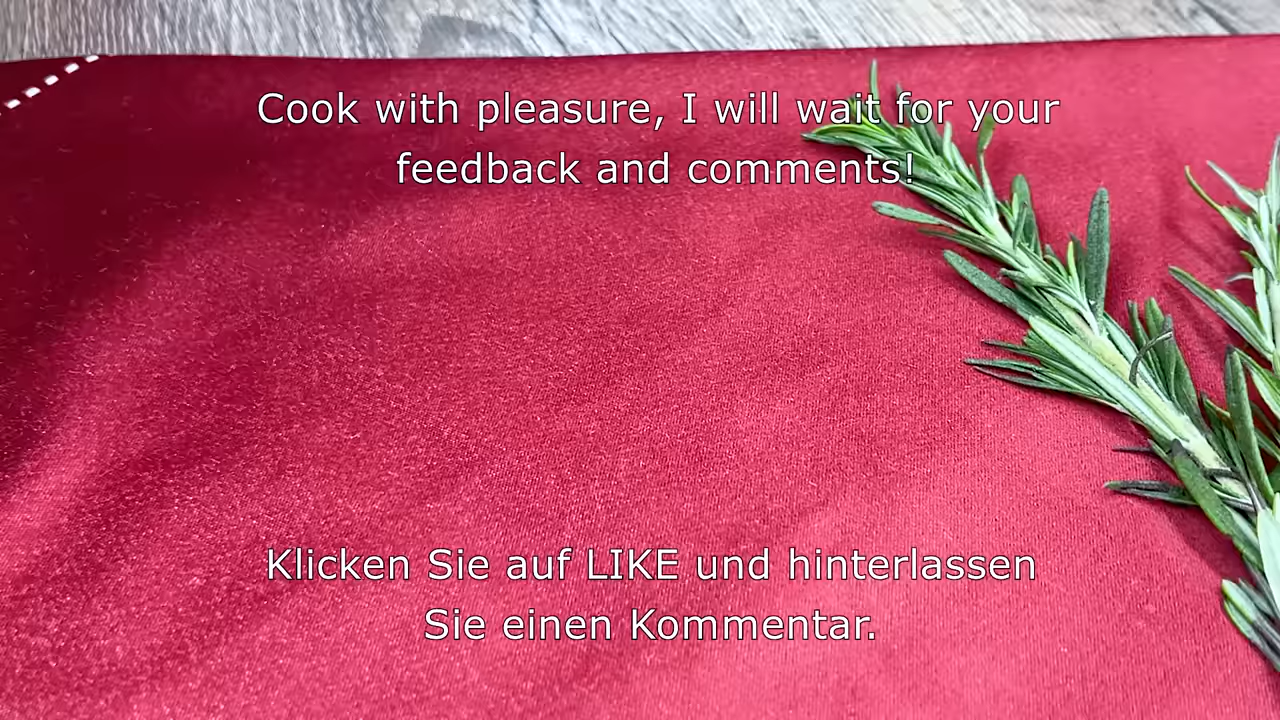 Cook with pleasure, I will wait for your
feedback and comments!
Klicken Sie auf LIKE und hinterlassen
Sie einen Kommentar.